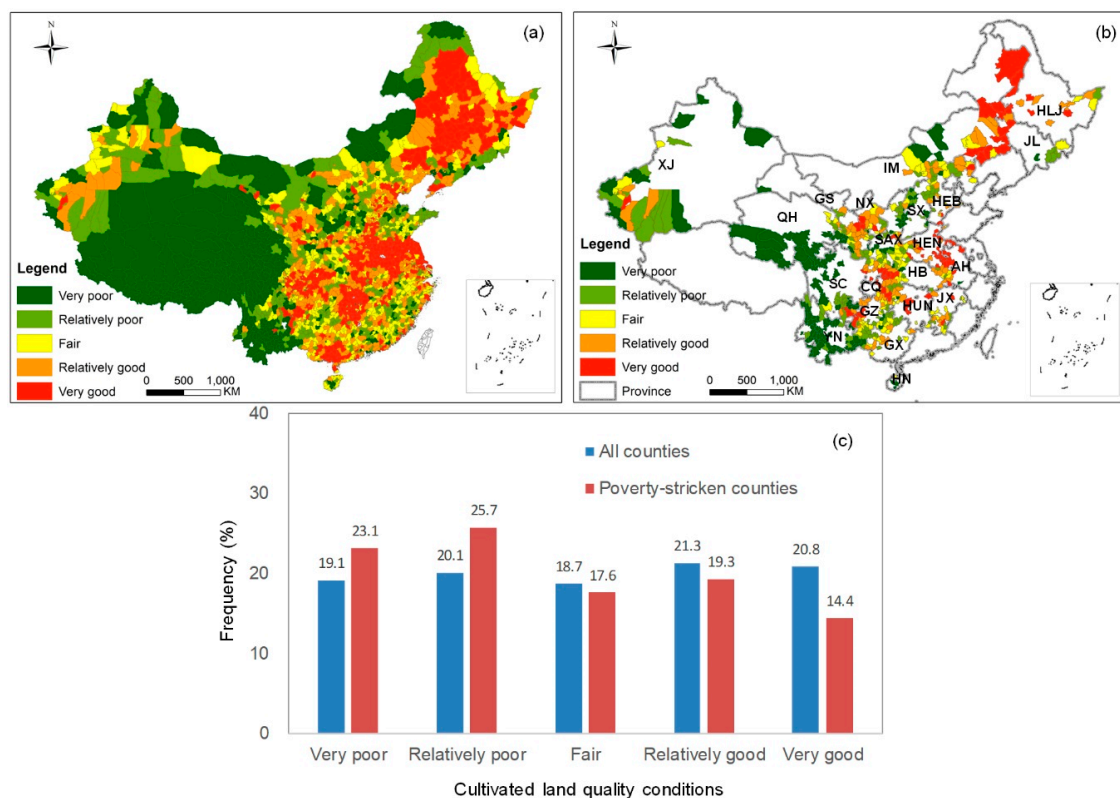 N
(a)
Legend
Very poor
Relatively poor
Fair
Relatively good
Very good
0 500 1,000
KM
N
(b)
HLJ
JL
XJ
IM
GS
NX
HEB
SX
QH
SAX
HEN
AH
SC
CQ
HB
JX
GZ
HUN
YN
GX
HN
Legend
Very poor
Relatively poor
Fair
Relatively good
Very good
Province
0 500 1,000
KM
(c)
All counties
Poverty-stricken counties
Frequency (%)
40
30
20
10
0
19.1
23.1
20.1
25.7
18.7
17.6
21.3
19.3
20.8
14.4
Very poor
Relatively poor
Fair
Relatively good
Very good
Cultivated land quality conditions